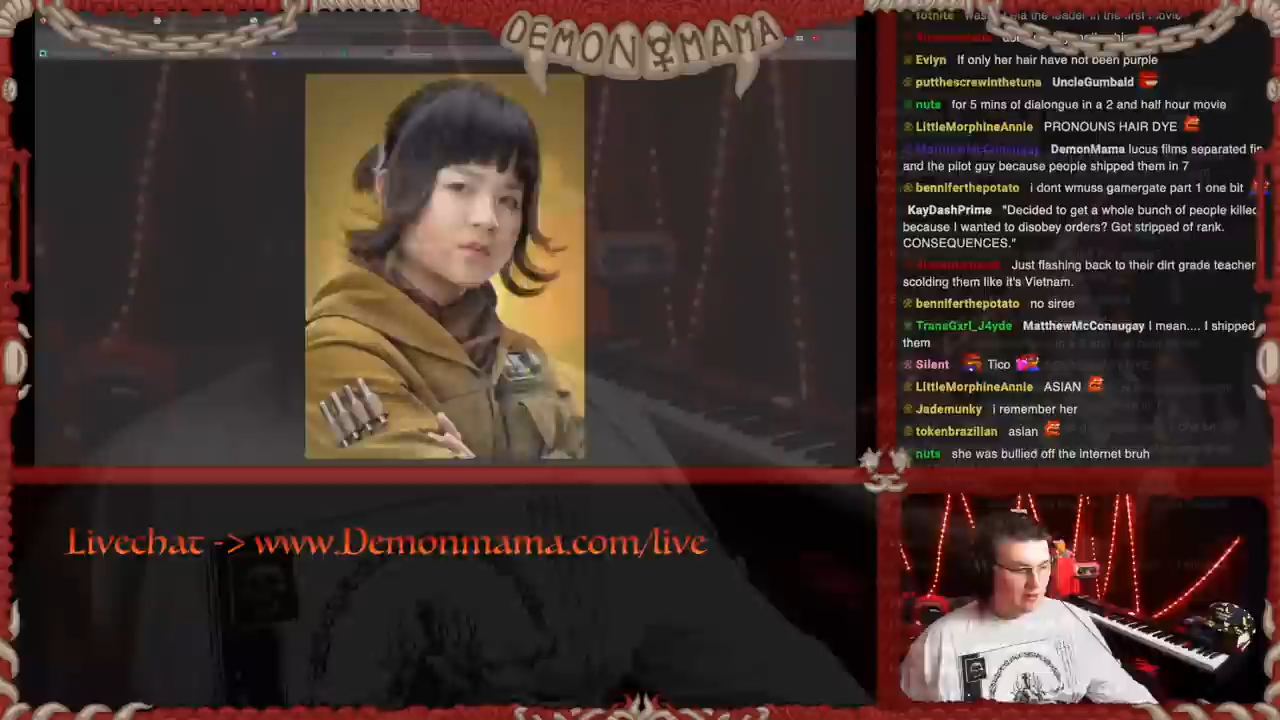 DEMON♀MAMA
Evlyn If only her hair have not been purple
putthescrewinthetuna UncleGumbald
nuts for 5 mins of dialongue in a 2 and half hour movie
LittleMorphineAnnie PRONOUNS HAIR DYE
MatthewMcConaugay DemonMama lucus films separated fin
and the pilot guy because people shipped them in 7
benniferthepotato i dont wmuss gamergate part 1 one bit
KayDashPrime "Decided to get a whole bunch of people killed
because I wanted to disobey orders? Got stripped of rank.
CONSEQUENCES."
Just flashing back to their dirt grade teacher
scolding them like it's Vietnam.
benniferthepotato no siree
TransGxrl_J4yde MatthewMcConaugay I mean.... I shipped
them
Silent Tico
LittleMorphineAnnie ASIAN
Jademunky i remember her
tokenbrazilian asian
nuts she was bullied off the internet bruh
Livechat -> www.Demonmama.com/live